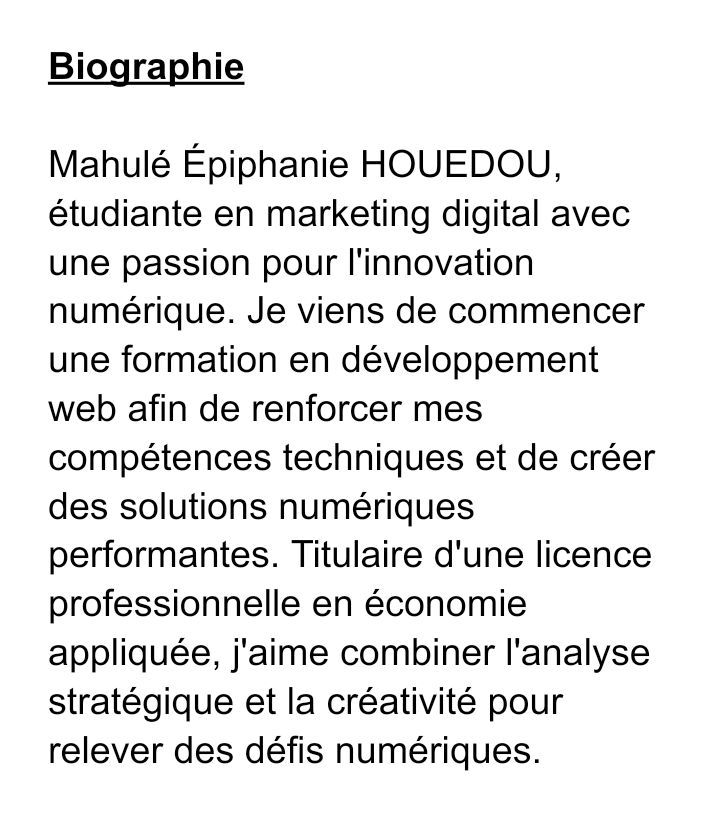 Biographie
Mahulé Épiphanie HOUEDOU,
étudiante en marketing digital avec
une passion pour l'innovation
numérique. Je viens de commencer
une formation en développement
web afin de renforcer mes
compétences techniques et de créer
des solutions numériques
performantes. Titulaire d'une licence
professionnelle en économie
appliquée, j'aime combiner l'analyse
stratégique et la créativité pour
relever des défis numériques.